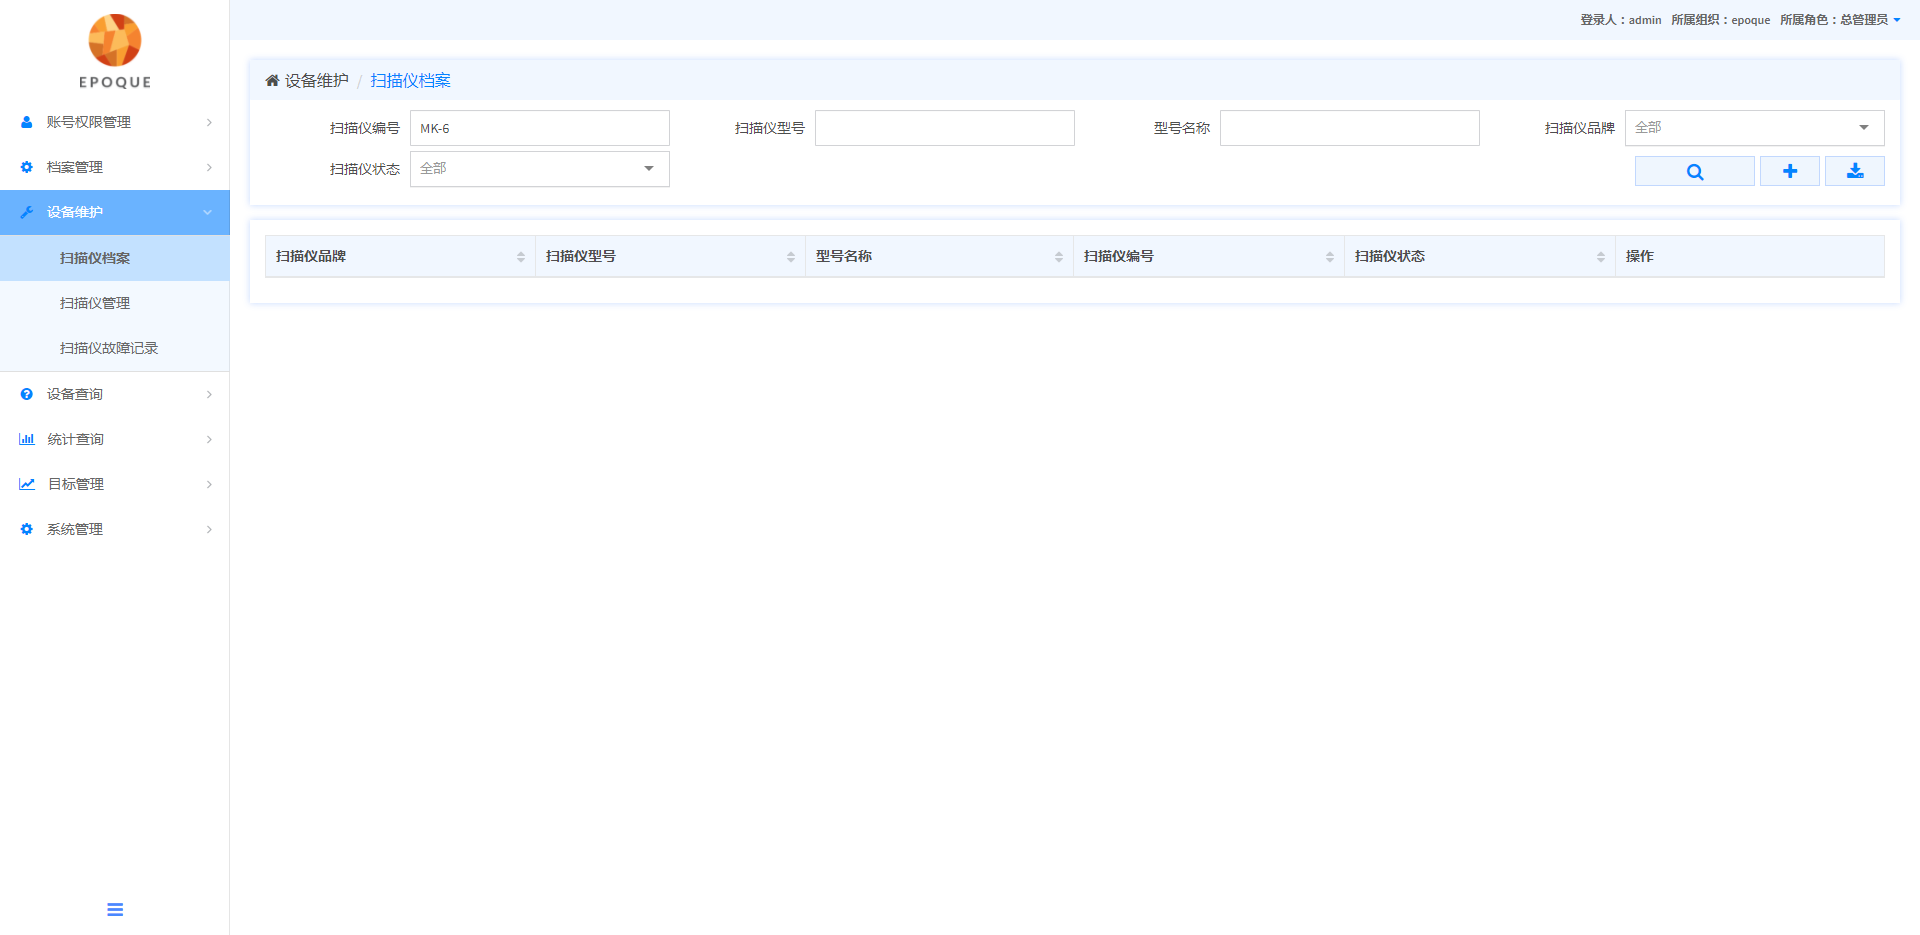 登录人：admin 所属组织：epoque 所属角色：总管理员
EPOQUE
账号权限管理
档案管理
设备维护
扫描仪档案
扫描仪管理
扫描仪故障记录
设备查询
统计查询
目标管理
系统管理
设备维护 / 扫描仪档案
扫描仪编号 MK-6 扫描仪型号 型号名称 扫描仪品牌 全部
扫描仪状态 全部
扫描仪品牌 扫描仪型号 型号名称 扫描仪编号 扫描仪状态 操作